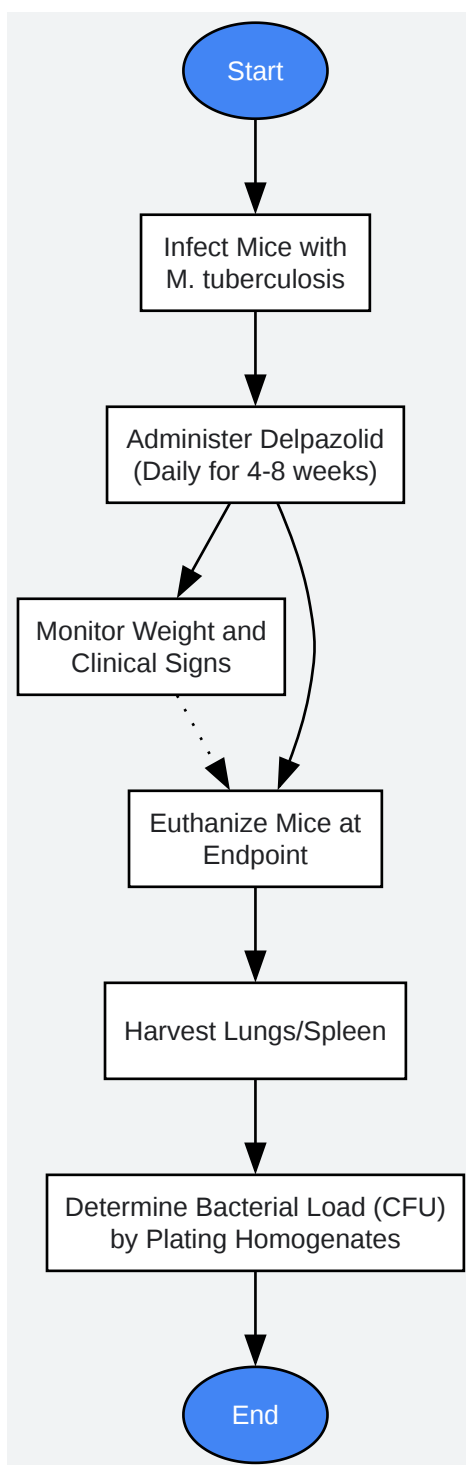 Start
Infect Mice with
M. tuberculosis
Administer Delpazolid
(Daily for 4-8 weeks)
Monitor Weight and
Clinical Signs
Euthanize Mice at
Endpoint
Harvest Lungs/Spleen
Determine Bacterial Load (CFU)
by Plating Homogenates
End